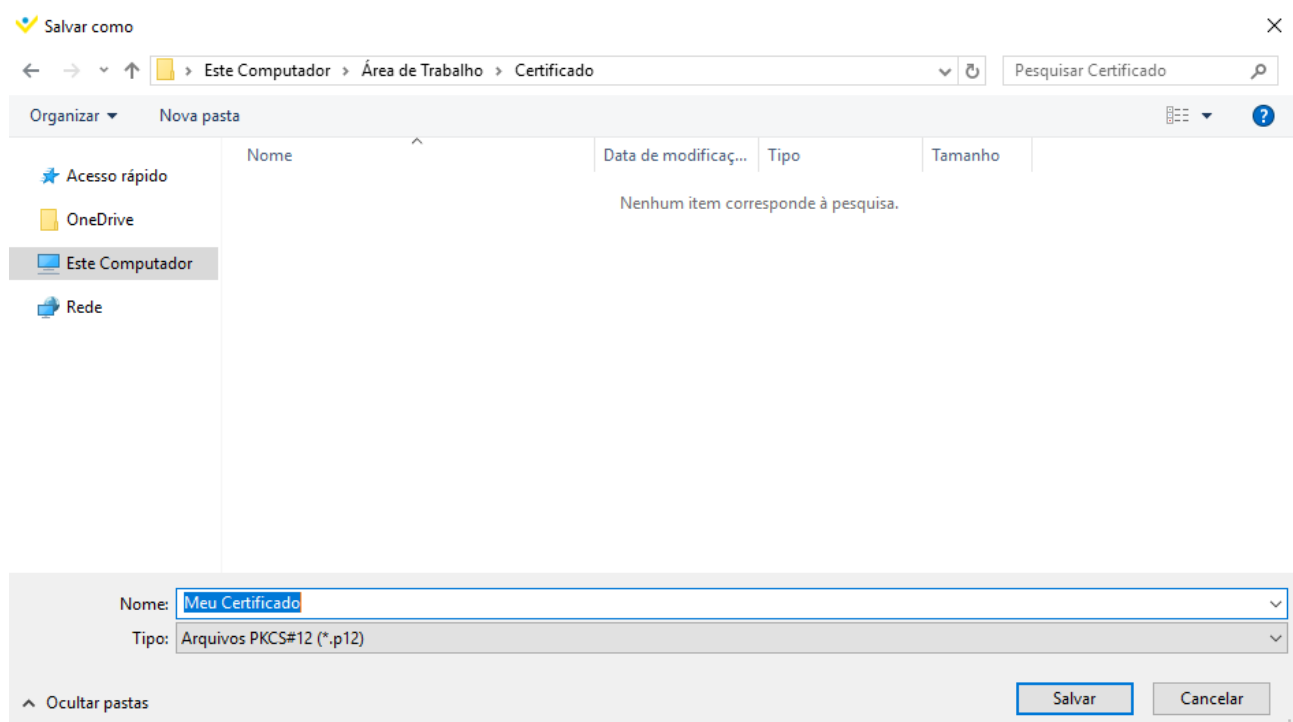 Salvar como
Este Computador > Área de Trabalho > Certificado
Pesquisar Certificado
Organizar
Nova pasta
Nome
Data de modificaç...
Tipo
Tamanho
Acesso rápido
Nenhum item corresponde à pesquisa.
OneDrive
Este Computador
Rede
Nome: Meu Certificado
Tipo: Arquivos PKCS#12 (*.p12)
Ocultar pastas
Salvar
Cancelar